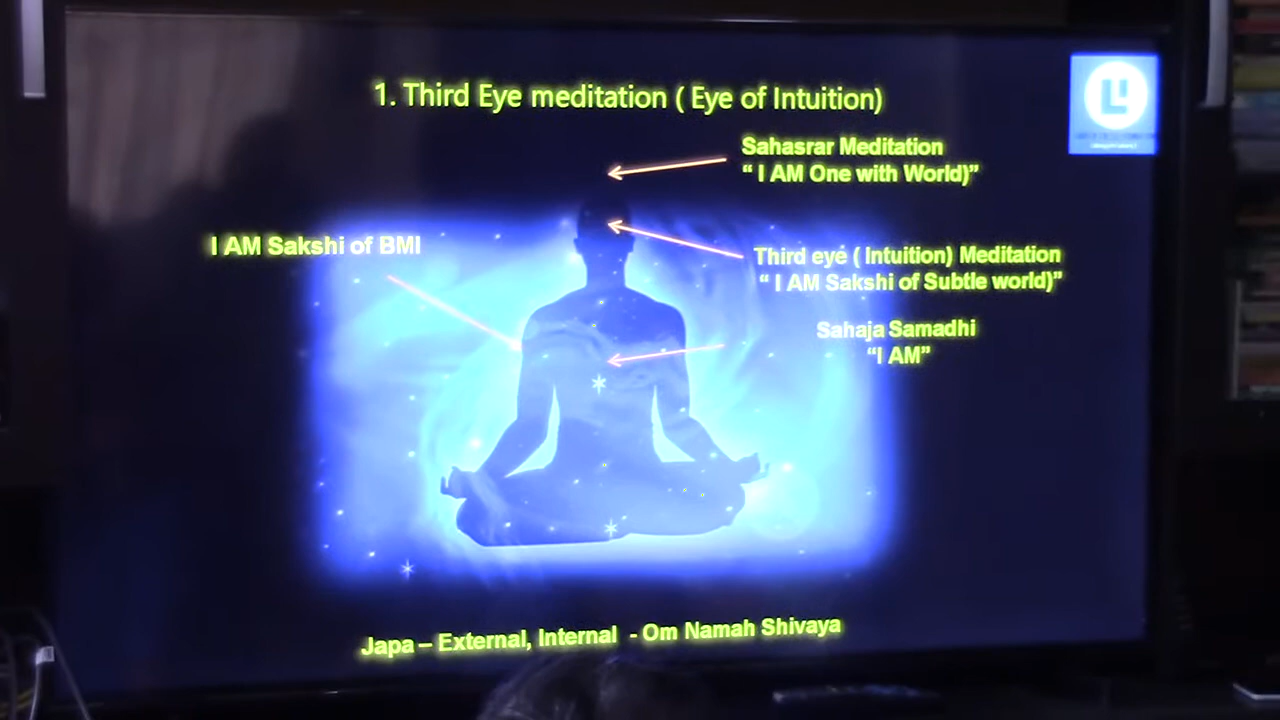 1. Third Eye meditation ( Eye of Intuition)
Sahasrar Meditation
“ I AM One with World)”
I AM Sakshi of BMI
Third eye ( Intuition) Meditation
“ I AM Sakshi of Subtle world)”
Sahaja Samadhi
“I AM”
Japa – External, Internal - Om Namah Shivaya